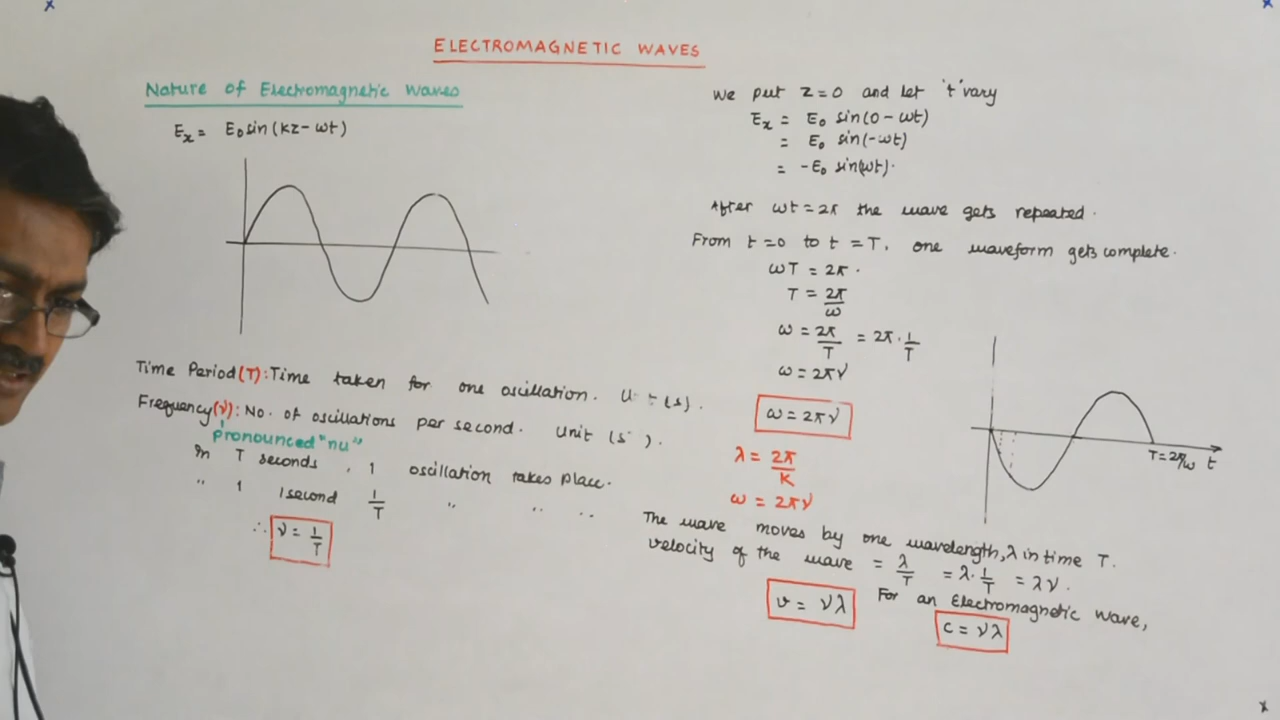 ELECTROMAGNETIC WAVES
Nature of Electromagnetic Waves
Eₓ = E₀ sin (kz - ωt)
Time Period (T): Time taken for one oscillation. (s).
Frequency (ν): No. of oscillations per second. Unit (s ).
Pronounced "nu"
In T seconds, 1 oscillation takes place.
" 1 1 second 1/T " " "
∴ ν = 1/T
We put z = 0 and let 't' vary
Eₓ = E₀ sin (0 - ωt)
= E₀ sin (-ωt)
= -E₀ sin(ωt).
After ωt = 2π the wave gets repeated.
From t = 0 to t = T, one waveform gets complete.
ωT = 2π.
T = 2π/ω
ω = 2π/T = 2π · 1/T
ω = 2πν
ω = 2πν
λ = 2π/K
ω = 2πν
T = 2π/ω t
The wave moves by one wavelength, λ in time T.
velocity of the wave = λ/T = λ · 1/T = λν.
v = νλ For an Electromagnetic Wave,
c = νλ